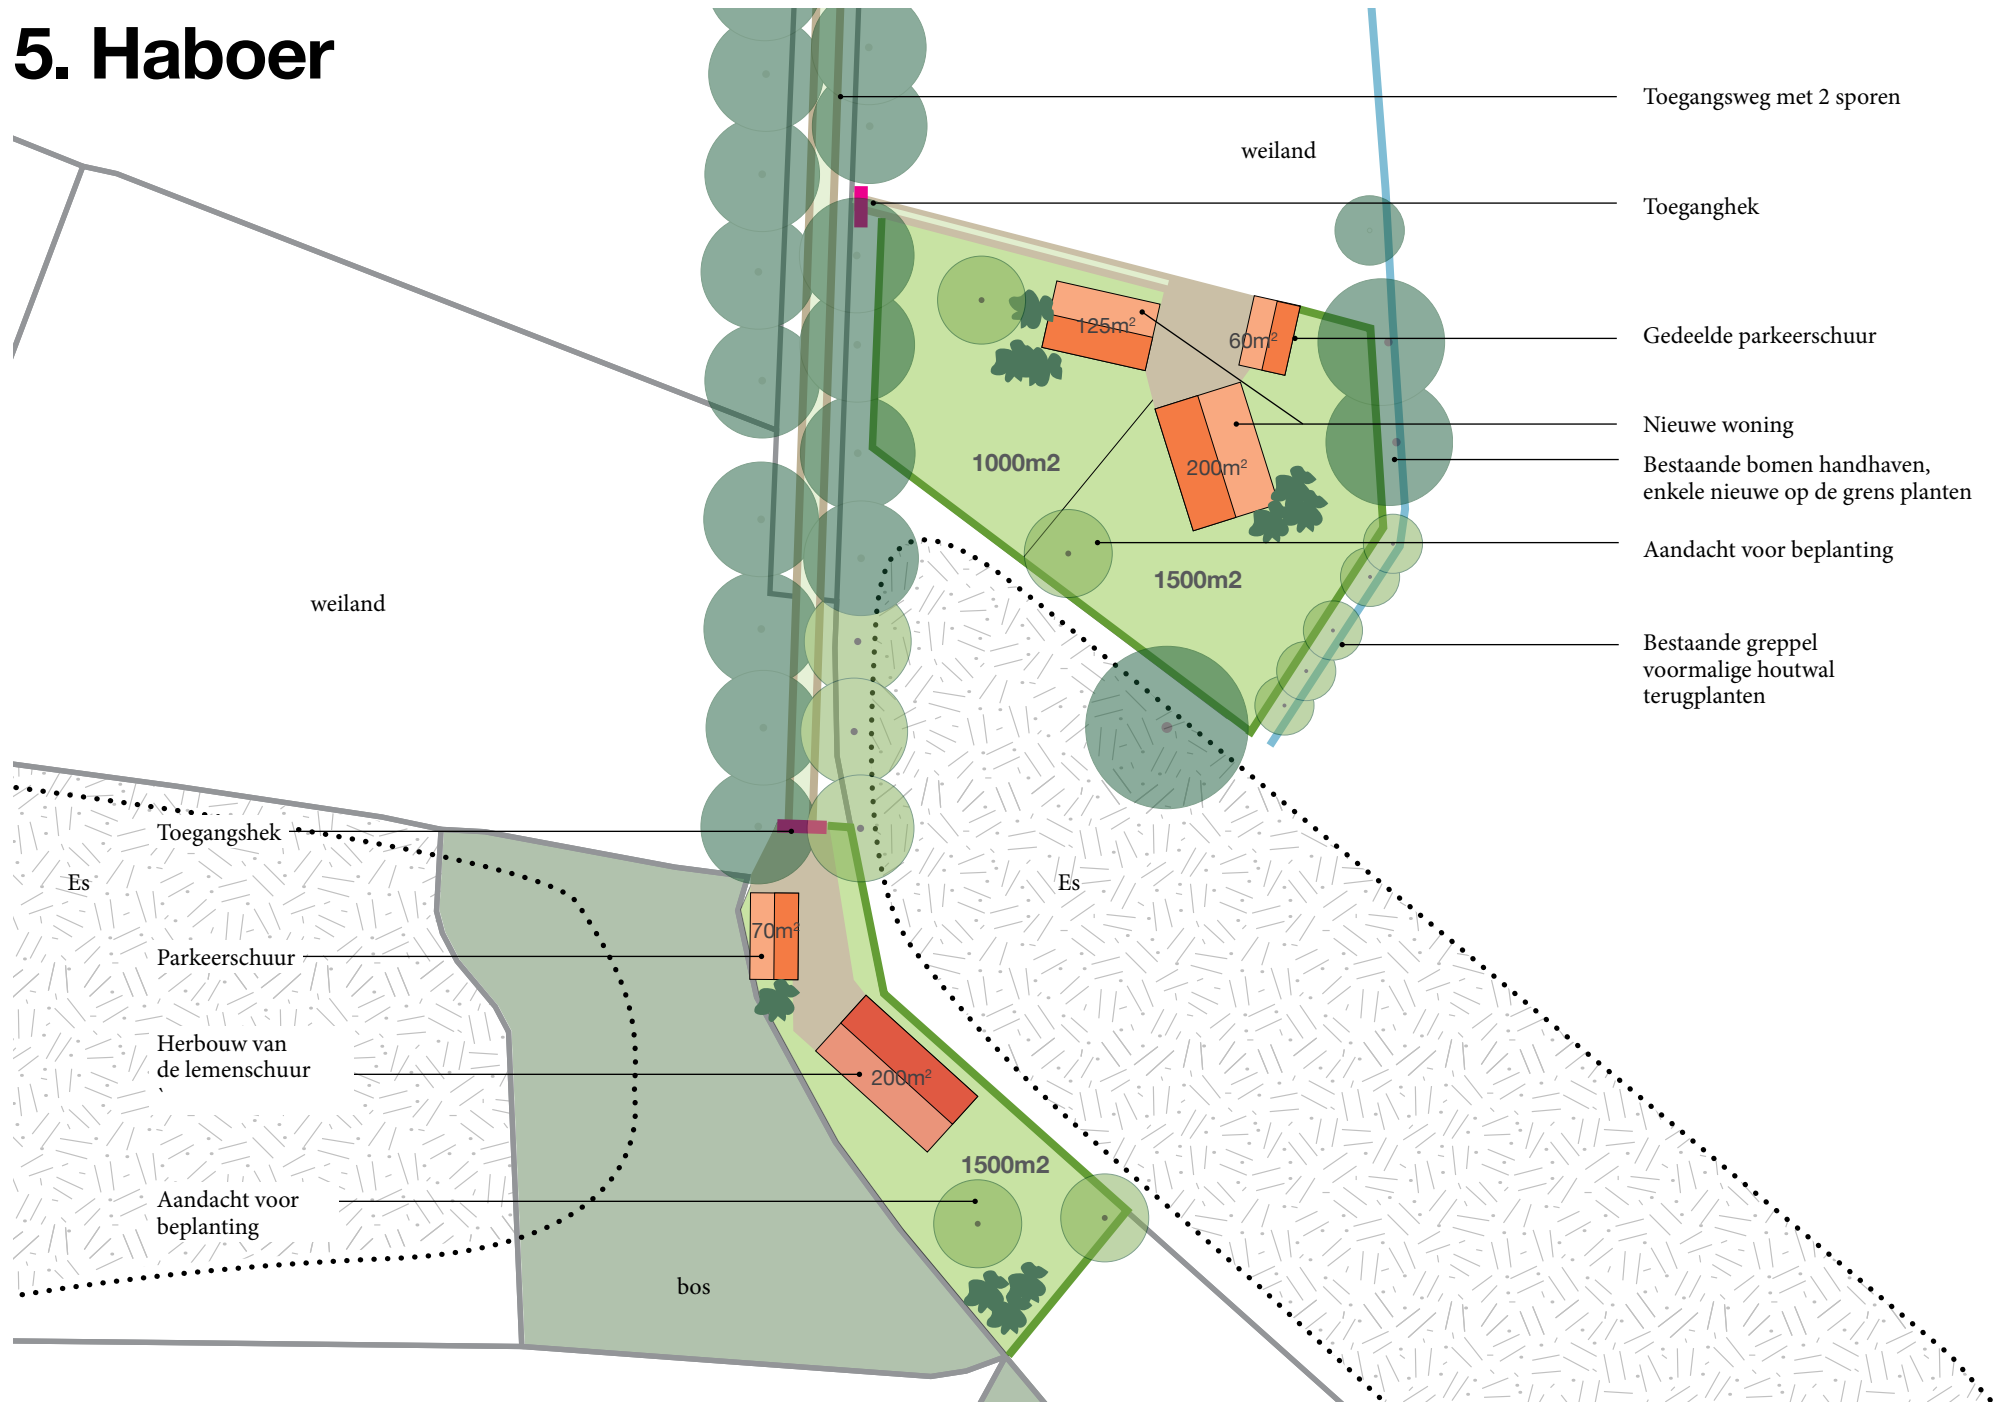 5. Haboer
Toegangsweg met 2 sporen
weiland
Toeganghek
125m²
60m²
Gedeelde parkeerschuur
Nieuwe woning
1000m2
200m²
Bestaande bomen handhaven,
enkele nieuwe op de grens planten
Aandacht voor beplanting
1500m2
weiland
Bestaande greppel
voormalige houtwal
terugplanten
Toegangshek
Es
Es
70m²
Parkeerschuur
Herbouw van
de lemenschuur
`
200m²
1500m2
Aandacht voor
beplanting
bos